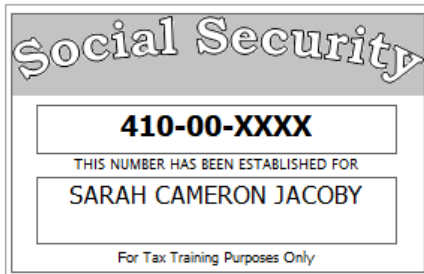 Social Security
410-00-XXXX
THIS NUMBER HAS BEEN ESTABLISHED FOR
SARAH CAMERON JACOBY
For Tax Training Purposes Only